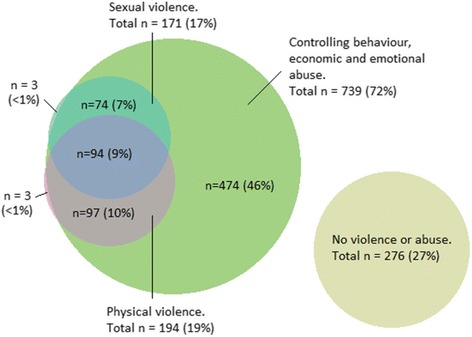 Sexual violence.
Total n = 171 (17%)
Controlling behaviour,
economic and emotional
abuse.
Total n = 739 (72%)
n = 3
(<1%)
n=74 (7%)
n=94 (9%)
n=474 (46%)
n = 3
(<1%)
n=97 (10%)
No violence or abuse.
Total n = 276 (27%)
Physical violence.
Total n = 194 (19%)